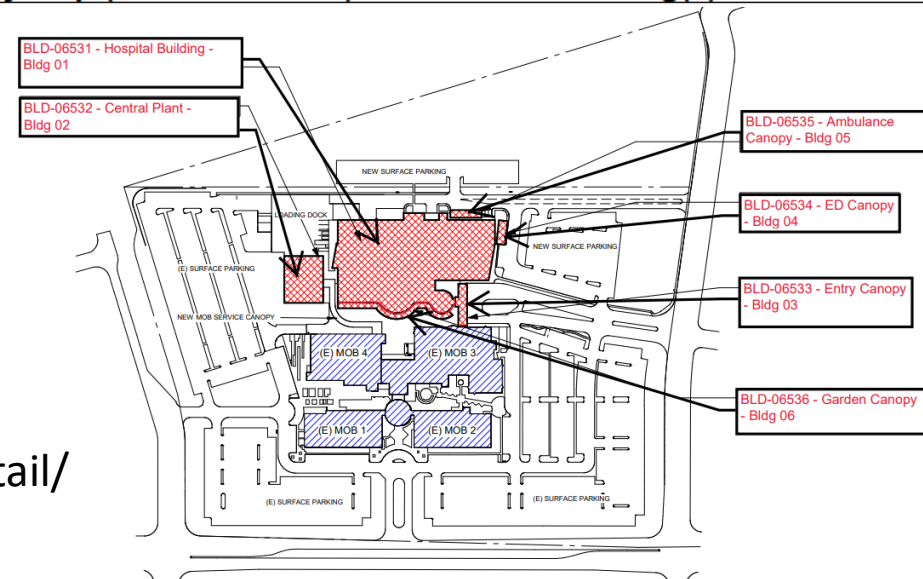 BLD-06531 - Hospital Building -
Bldg 01
BLD-06532 - Central Plant -
Bldg 02
BLD-06535 - Ambulance
Canopy - Bldg 05
NEW SURFACE PARKING
BLD-06534 - ED Canopy
- Bldg 04
LOADING DOCK
NEW SURFACE PARKING
(E) SURFACE PARKING
BLD-06533 - Entry Canopy
- Bldg 03
NEW MOB SERVICE CANOPY
(E) MOB 4
(E) MOB 3
BLD-06536 - Garden Canopy
- Bldg 06
(E) MOB 1
(E) MOB 2
tail/
(E) SURFACE PARKING
(E) SURFACE PARKING